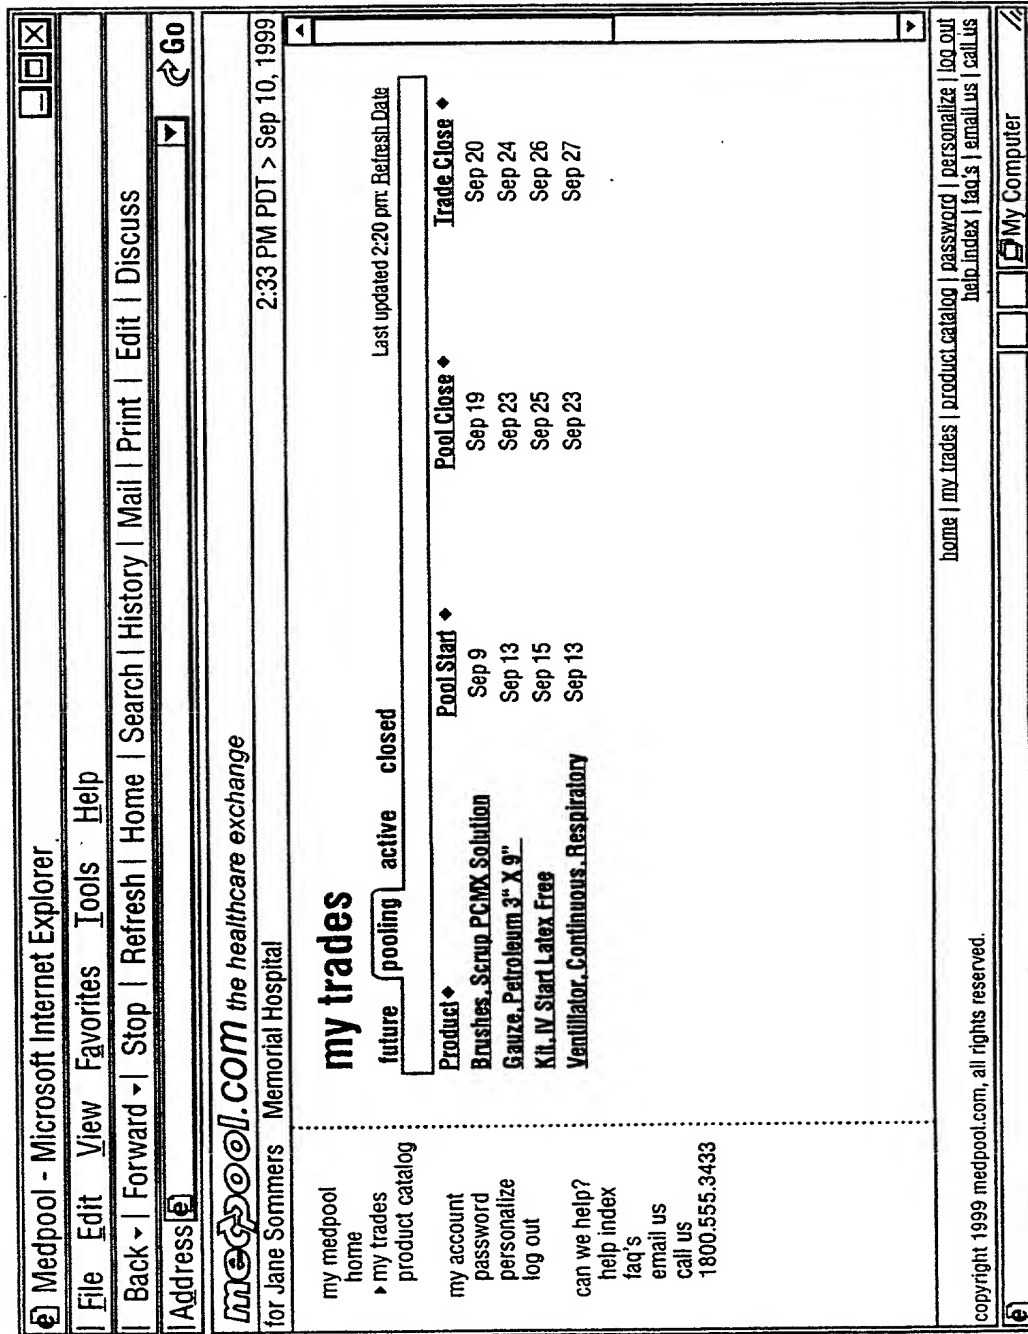 Medpool - Microsoft Internet Explorer
File Edit View Favorites Tools Help
Back | Forward | Stop | Refresh | Home | Search | History | Mail | Print | Edit | Discuss
Address Go
medpool.com the healthcare exchange
for Jane Sommers Memorial Hospital 2:33 PM PDT > Sep 10, 1999
my medpool
home
my trades
product catalog
my account
password
personalize
log out
can we help?
help index
faq's
email us
call us
1800.555.3433
my trades
future pooling active closed
Last updated 2:20 pm: Refresh Date
Product Pool Start Pool Close Trade Close
Brushes, Scrup PCMX Solution Sep 9 Sep 19 Sep 20
Gauze, Petroleum 3" X 9" Sep 13 Sep 23 Sep 24
Kit, IV Start Latex Free Sep 15 Sep 25 Sep 26
Ventillator, Continuous, Respiratory Sep 13 Sep 23 Sep 27
home | my trades | product catalog | password | personalize | log out
help index | faq's | email us | call us
copyright 1999 medpool.com, all rights reserved.
My Computer